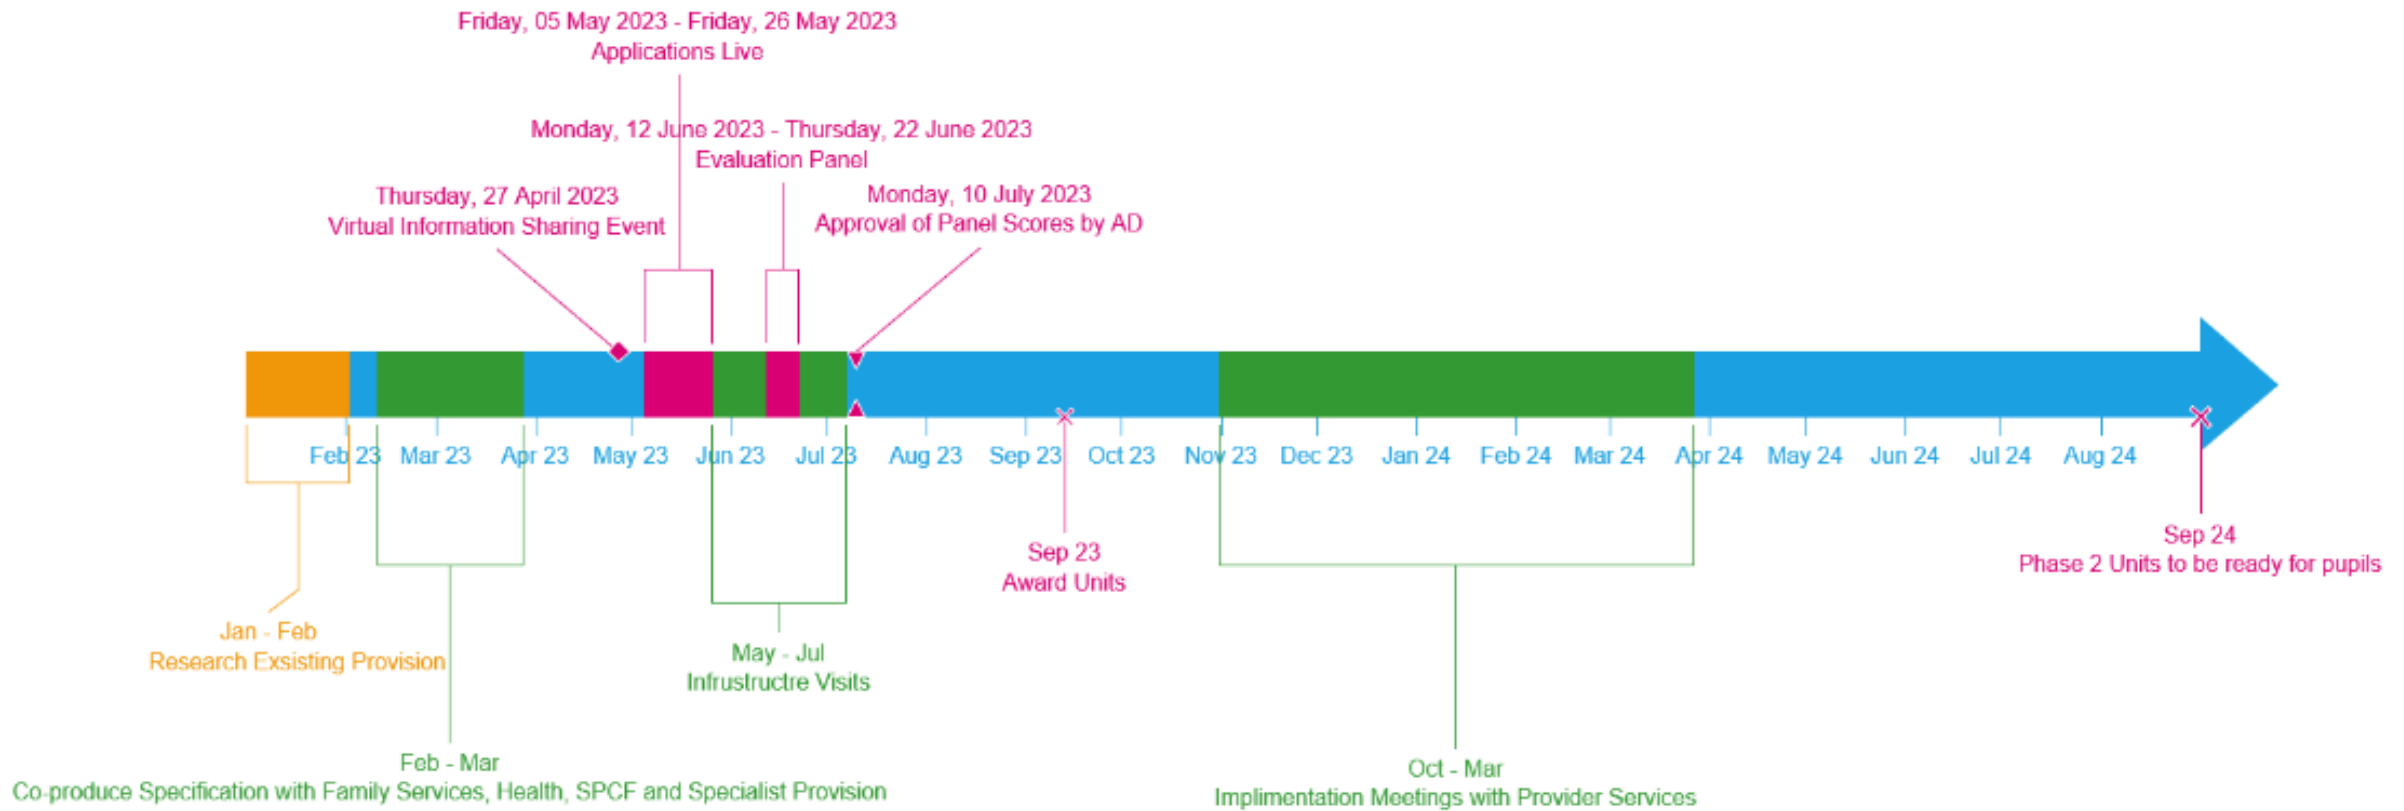 Friday, 05 May 2023 - Friday, 26 May 2023
Applications Live
Monday, 12 June 2023 - Thursday, 22 June 2023
Evaluation Panel
Thursday, 27 April 2023
Virtual Information Sharing Event
Monday, 10 July 2023
Approval of Panel Scores by AD
Feb 23 Mar 23 Apr 23 May 23 Jun 23 Jul 23 Aug 23 Sep 23 Oct 23 Nov 23 Dec 23 Jan 24 Feb 24 Mar 24 Apr 24 May 24 Jun 24 Jul 24 Aug 24
Sep 23
Award Units
Sep 24
Phase 2 Units to be ready for pupils
Jan - Feb
Research Exsisting Provision
May - Jul
Infrustructre Visits
Feb - Mar
Co-produce Specification with Family Services, Health, SPCF and Specialist Provision
Oct - Mar
Implimentation Meetings with Provider Services